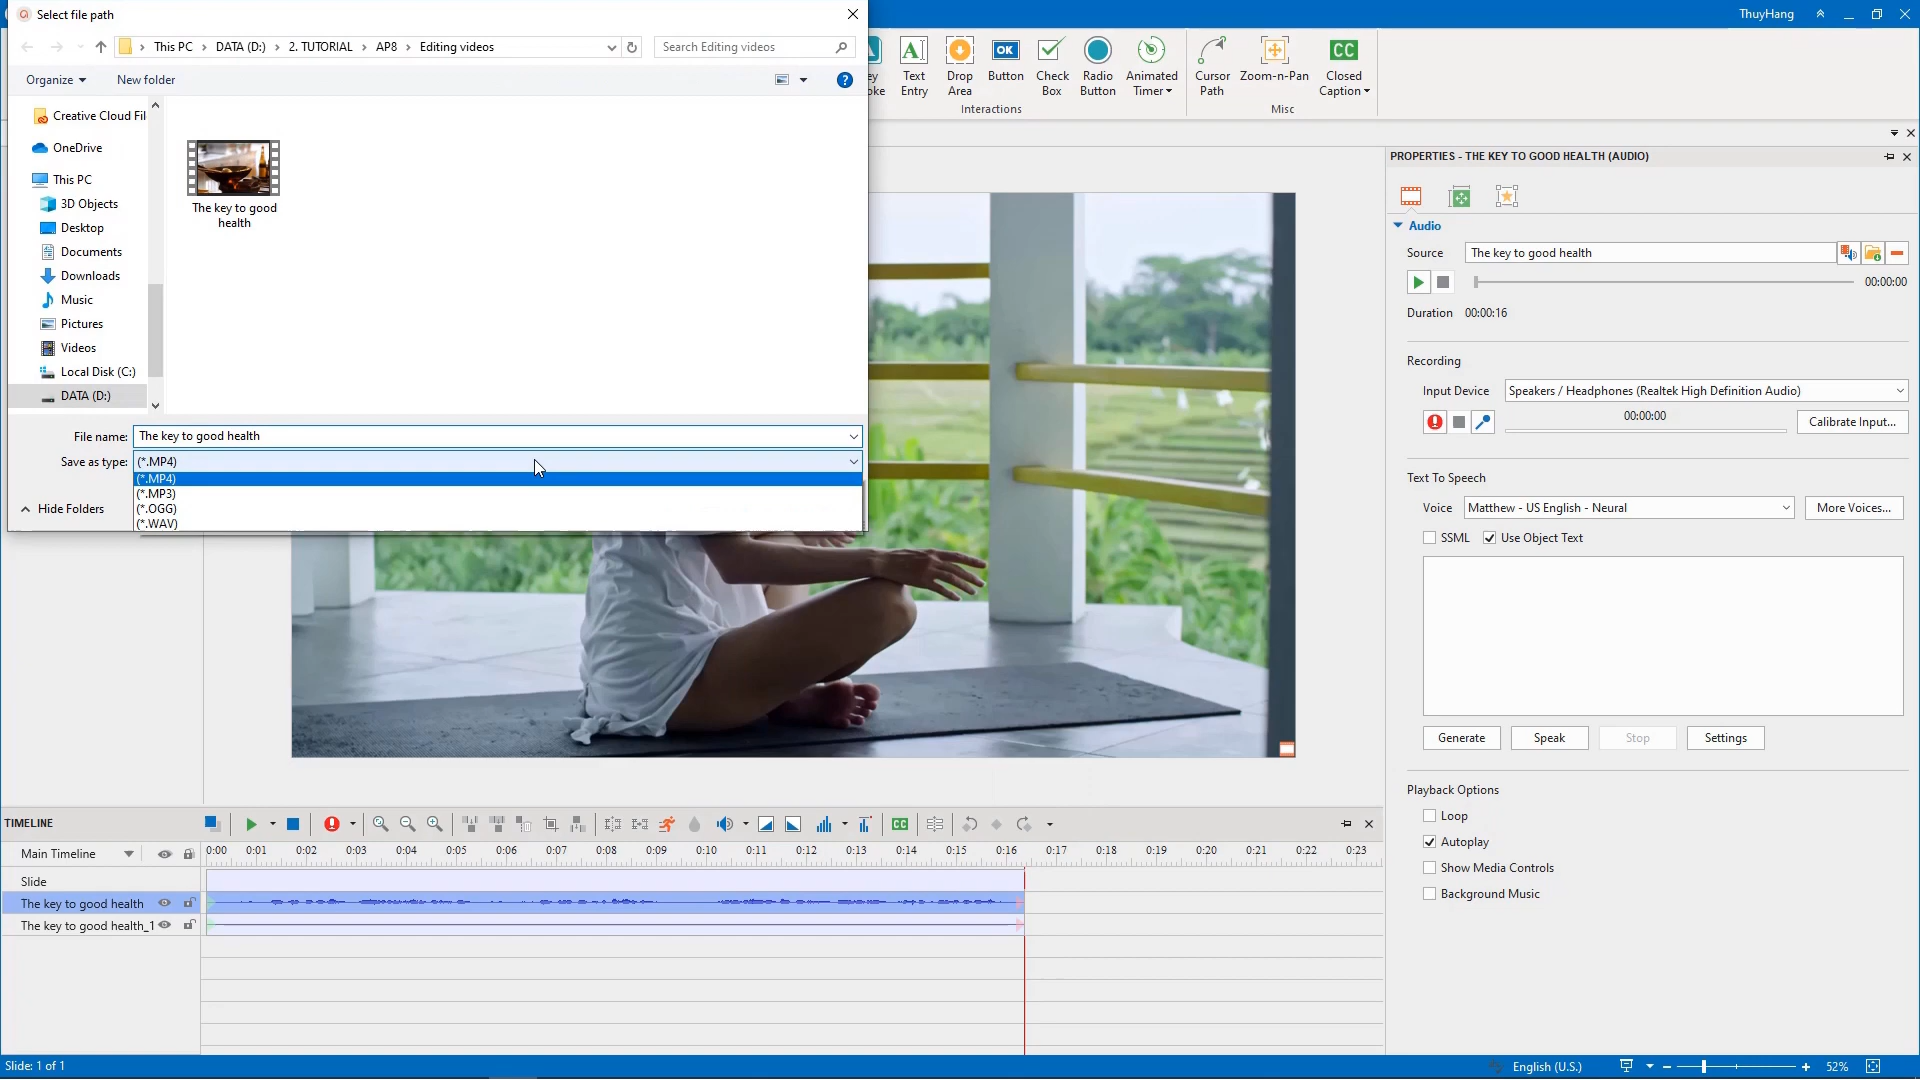 Select file path
ThuyHang
This PC
DATA (D:)
2. TUTORIAL
AP8
Editing videos
Search Editing videos
Organize
New folder
Creative Cloud Fil
OneDrive
This PC
3D Objects
Desktop
Documents
Downloads
Music
Pictures
Videos
Local Disk (C:)
DATA (D:)
The key to good
health
File name:
The key to good health
Save as type:
(*.MP4)
(*.MP4)
(*.MP3)
(*.OGG)
(*.WAV)
Hide Folders
Text
Entry
Drop
Area
OK
Button
Check
Box
Radio
Button
Animated
Timer
Interactions
Cursor
Path
Zoom-n-Pan
CC
Closed
Caption
Misc
PROPERTIES - THE KEY TO GOOD HEALTH (AUDIO)
Audio
Source
The key to good health
00:00:00
Duration
00:00:16
Recording
Input Device
Speakers / Headphones (Realtek High Definition Audio)
00:00:00
Calibrate Input...
Text To Speech
Voice
Matthew - US English - Neural
More Voices...
SSML
Use Object Text
Generate
Speak
Stop
Settings
Playback Options
Loop
Autoplay
Show Media Controls
Background Music
TIMELINE
CC
Main Timeline
0:00 0:01 0:02 0:03 0:04 0:05 0:06 0:07 0:08 0:09 0:10 0:11 0:12 0:13 0:14 0:15 0:16 0:17 0:18 0:19 0:20 0:21 0:22 0:23
Slide
The key to good health
The key to good health_1
Slide: 1 of 1
English (U.S.)
52%